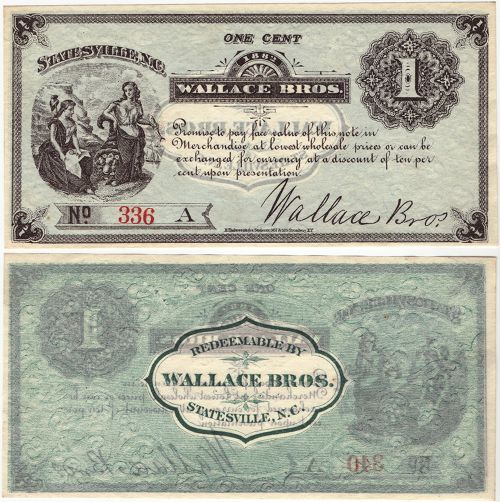 ONE CENT
STATESVILLE, N.C.
1882
WALLACE BROS.
1
Promise to pay face value of this note in
Merchandise at lowest wholesale prices or can be
exchanged for currency at a discount of ten per
cent upon presentation.
No. 336 A
Wallace Bros.
REDEEMABLE BY
WALLACE BROS.
STATESVILLE, N.C.
340